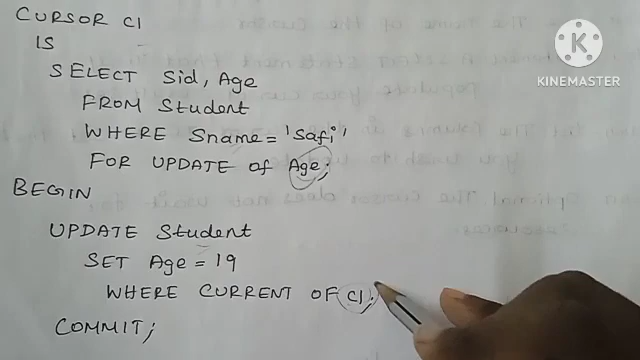 CURSOR C1
IS
SELECT Sid, Age
FROM Student
WHERE Sname = 'Safi'
FOR UPDATE of Age;
BEGIN
UPDATE Student
SET Age = 19
WHERE CURRENT OF C1;
COMMIT;
KINEMASTER